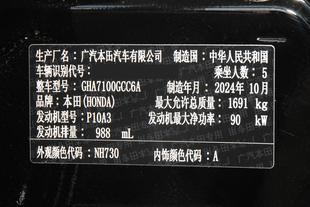 生产厂名：广汽本田汽车有限公司 制造国：中华人民共和国
车辆识别代号： 乘坐人数：5
整车型号：GHA7100GCC6A 制造年月：2024年10月
品牌：本田(HONDA) 最大允许总质量：1691 kg
发动机型号：P10A3 发动机最大净功率：90 kW
发动机排量：988 mL
外观颜色代码：NH730 内饰颜色代码：A